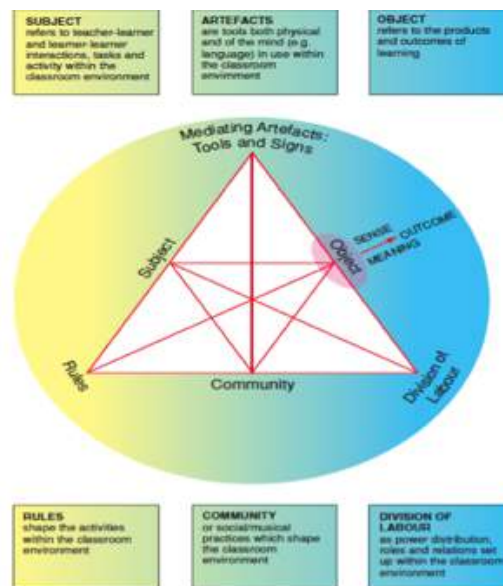 SUBJECT
refers to teacher-learner
and learner-learner
interactions, tasks and
activity within the
classroom environment
ARTEFACTS
are tools both physical
end of the mind (e.g.
language) in use within the
classroom
envimment
OBJECT
refers to the products
and outcomes of
learning
Mediating Artefacts:
Tools and Signs
Subject
Object
SENSE
OUTCOME
MEANING
Rules
Community
Division of
Labour
RULES
shape the activities
within the classroom
environment
COMMUNITY
or social/musical
practices which shape
the classroom
environment
DIVISION OF
LABOUR
as power distribution,
roles and relations set
up within the classroom
environment